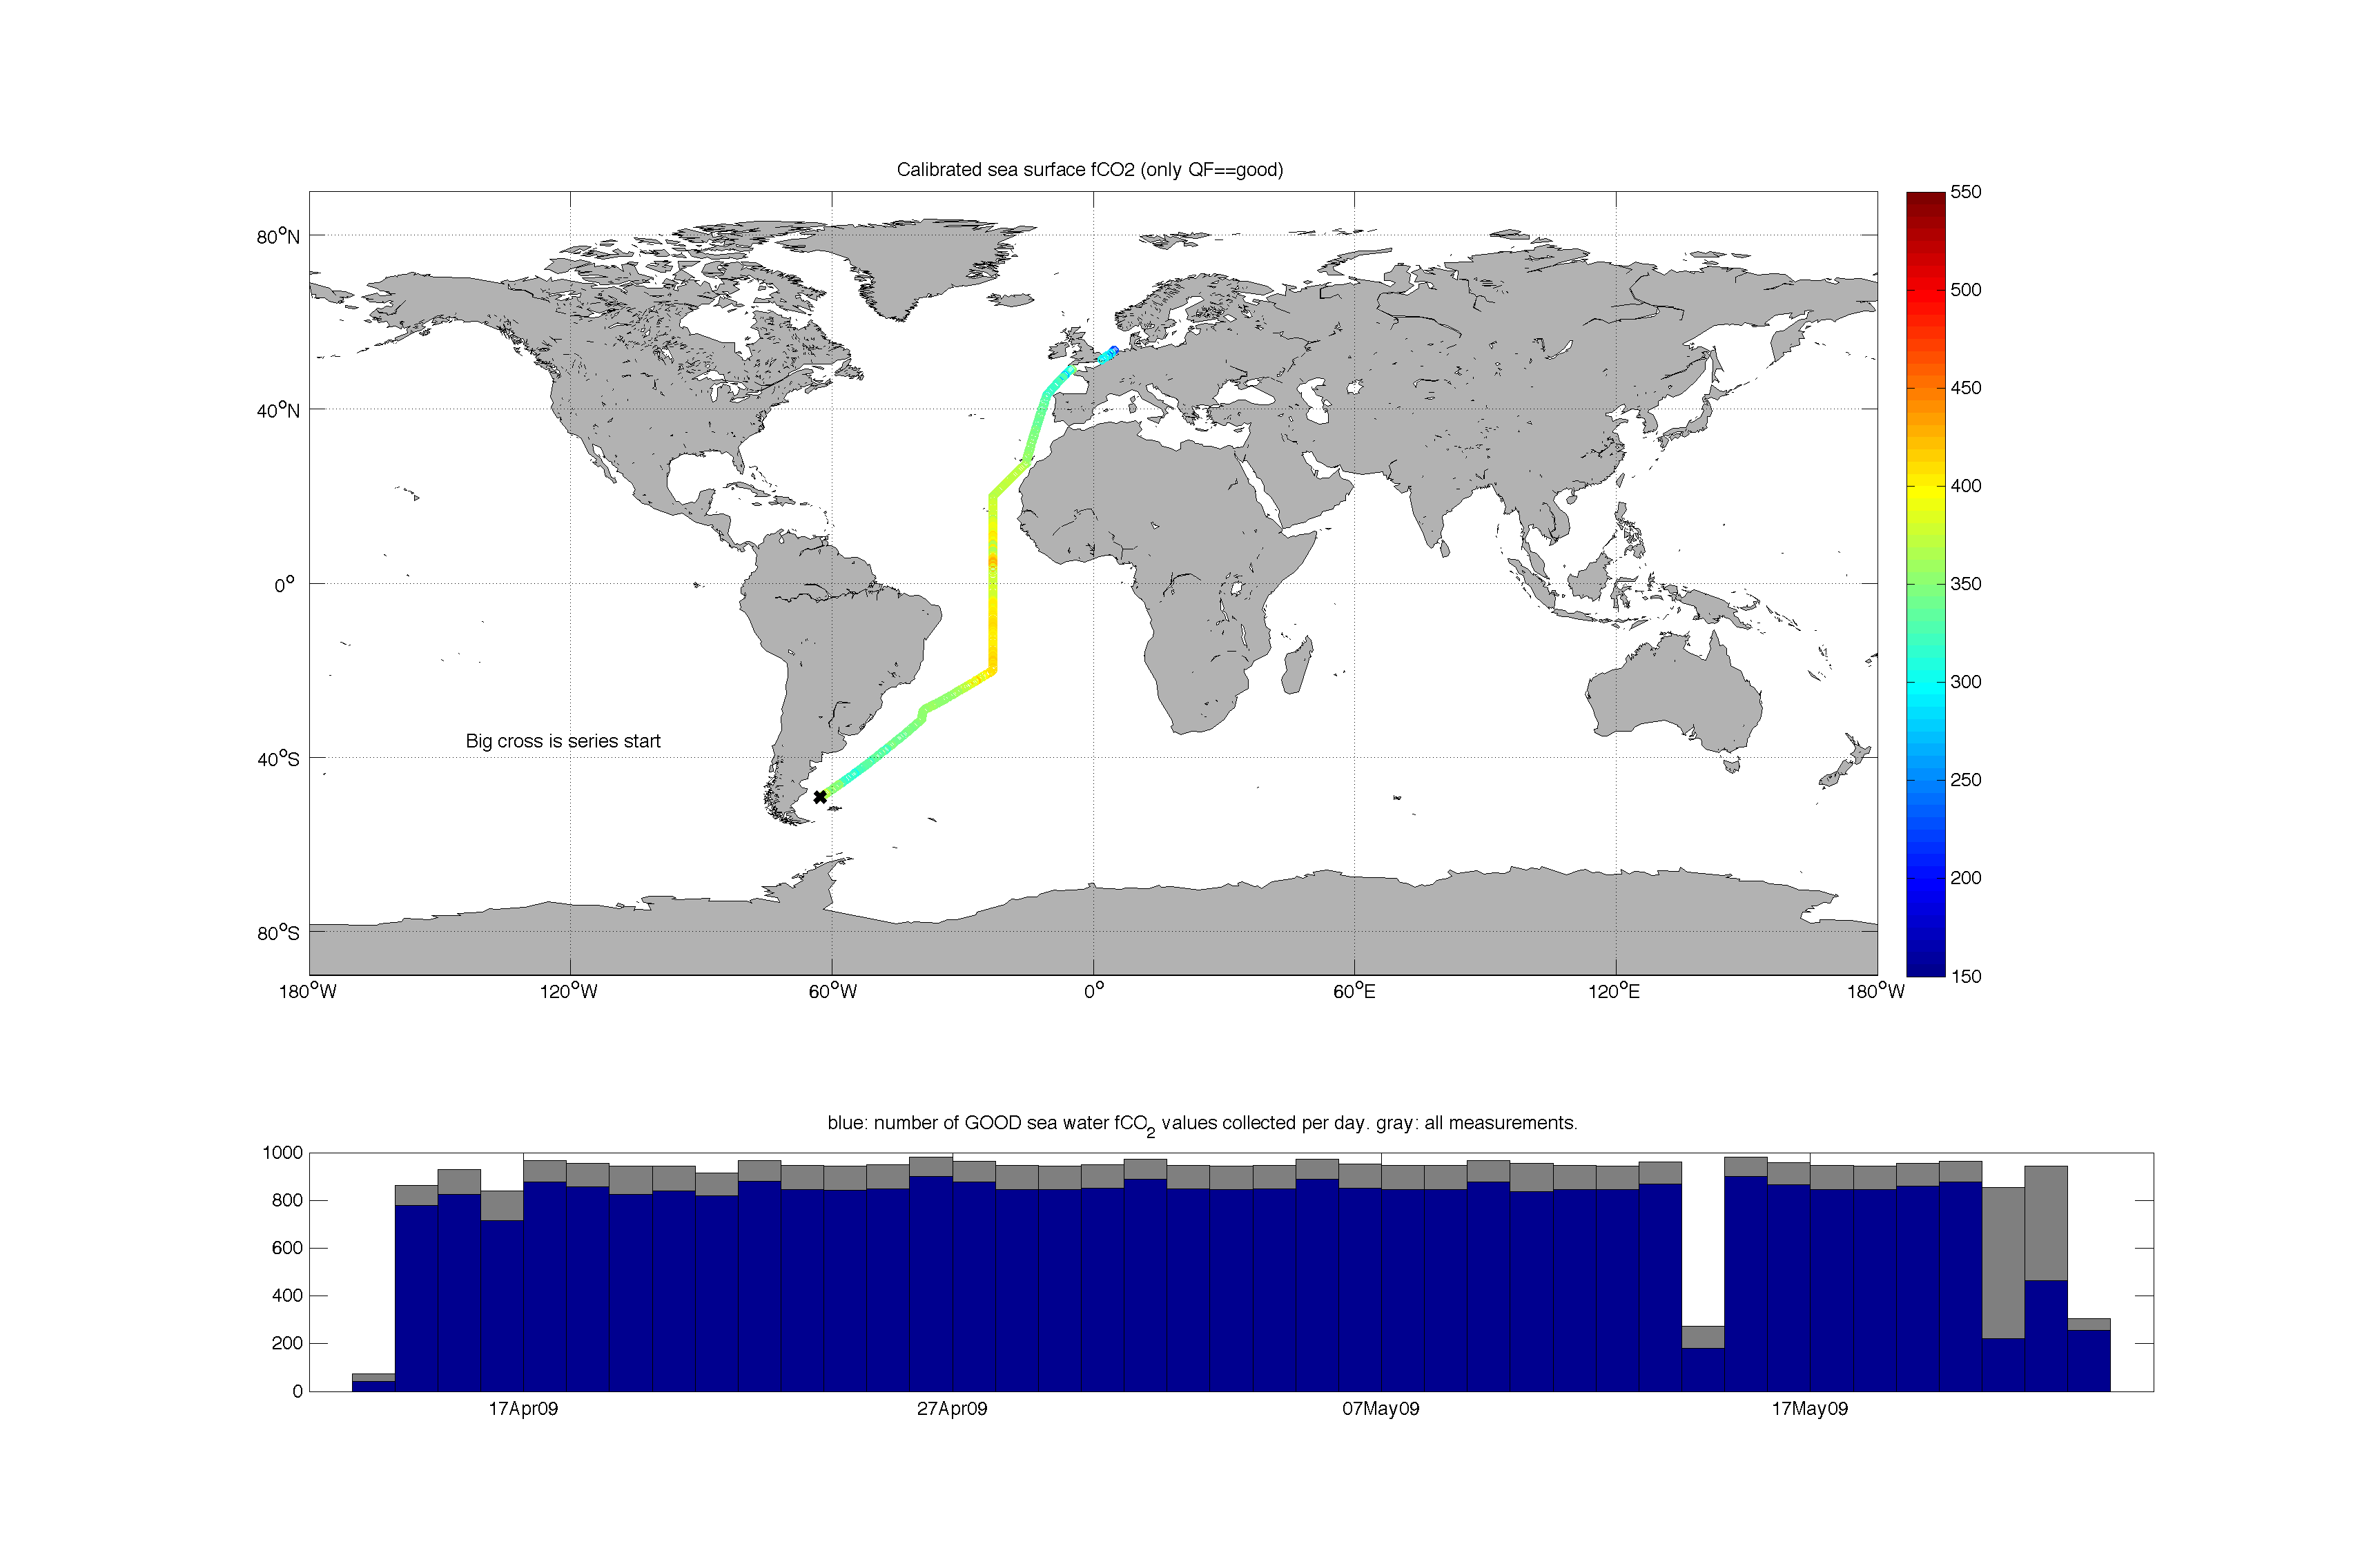 Calibrated sea surface fCO2 (only QF==good)
80°N
40°N
0°
40°S
80°S
180°W 120°W 60°W 0° 60°E 120°E 180°W
Big cross is series start
550
500
450
400
350
300
250
200
150
blue: number of GOOD sea water fCO₂ values collected per day. gray: all measurements.
1000
800
600
400
200
0
17Apr09 27Apr09 07May09 17May09